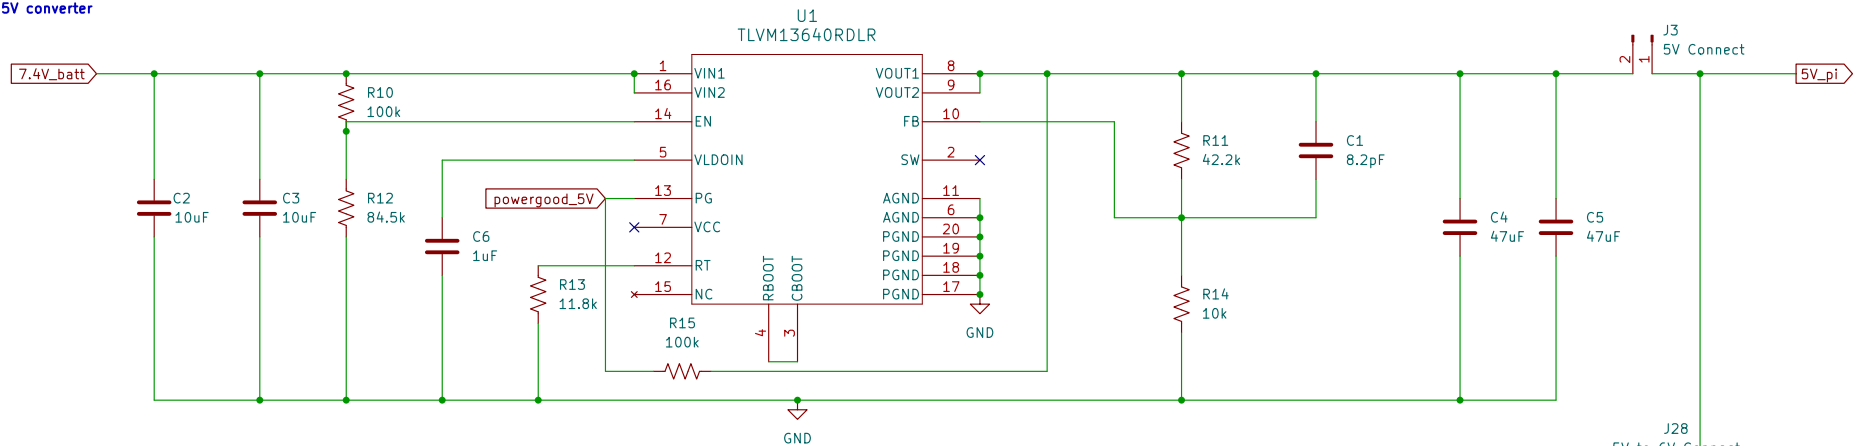 5V converter
U1
TLVM13640RDLR
7.4V_batt
R10
100k
R12
84.5k
C2
10uF
C3
10uF
C6
1uF
powergood_5V
R13
11.8k
R15
100k
1 VIN1
16 VIN2
14 EN
5 VLDOIN
13 PG
7 VCC
12 RT
15 NC
RBOOT 4
CBOOT 3
VOUT1 8
VOUT2 9
FB 10
SW 2
AGND 11
AGND 6
PGND 20
PGND 19
PGND 18
PGND 17
GND
GND
R11
42.2k
C1
8.2pF
R14
10k
C4
47uF
C5
47uF
J3
5V Connect
2
1
5V_pi
J28